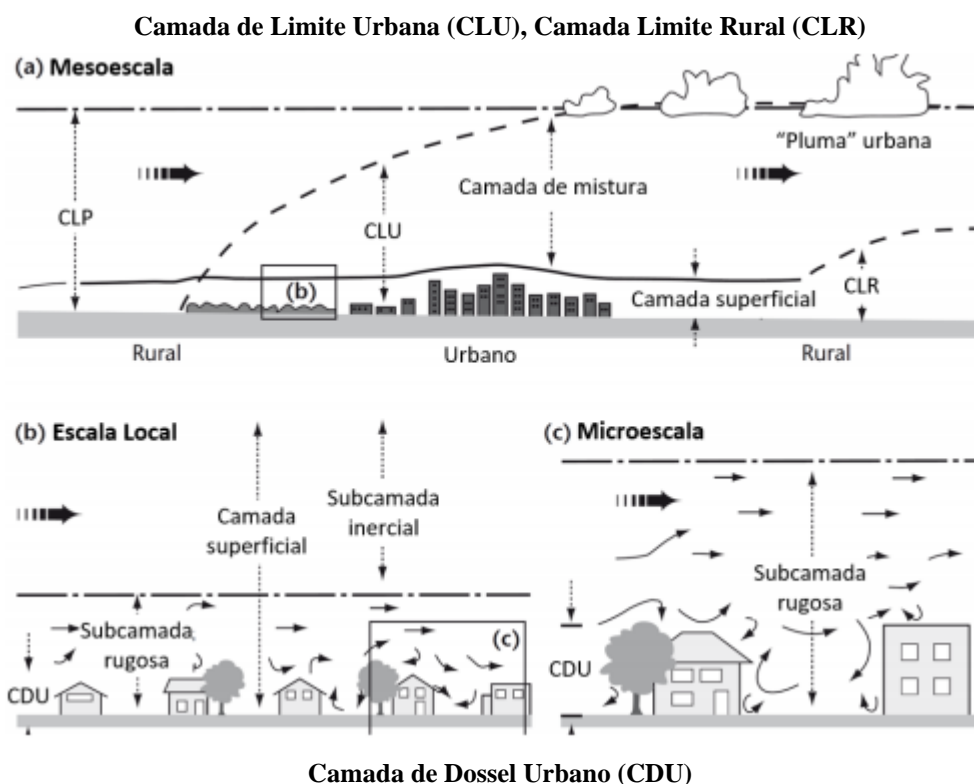 Camada de Limite Urbana (CLU), Camada Limite Rural (CLR)
(a) Mesoescala
"Pluma" urbana
Camada de mistura
CLP
CLU
(b)
Camada superficial
CLR
Rural
Urbano
Rural
(b) Escala Local
Camada
superficial
Subcamada
inercial
Subcamada
rugosa
(c)
CDU
(c) Microescala
Subcamada
rugosa
CDU
Camada de Dossel Urbano (CDU)